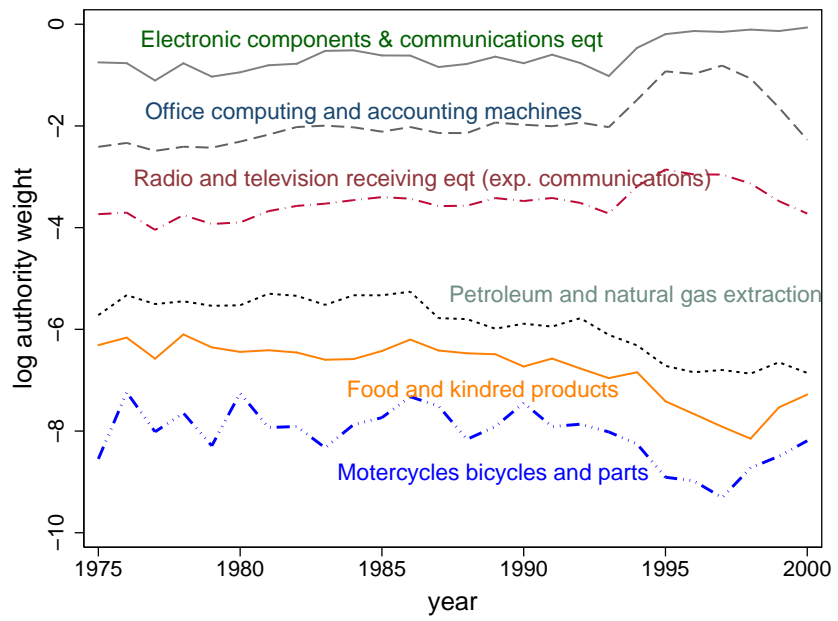 Electronic components & communications eqt
Office computing and accounting machines
Radio and television receiving eqt (exp. communications)
Petroleum and natural gas extraction
Food and kindred products
Motercycles bicycles and parts
log authority weight
0
−2
−4
−6
−8
−10
1975
1980
1985
1990
1995
2000
year